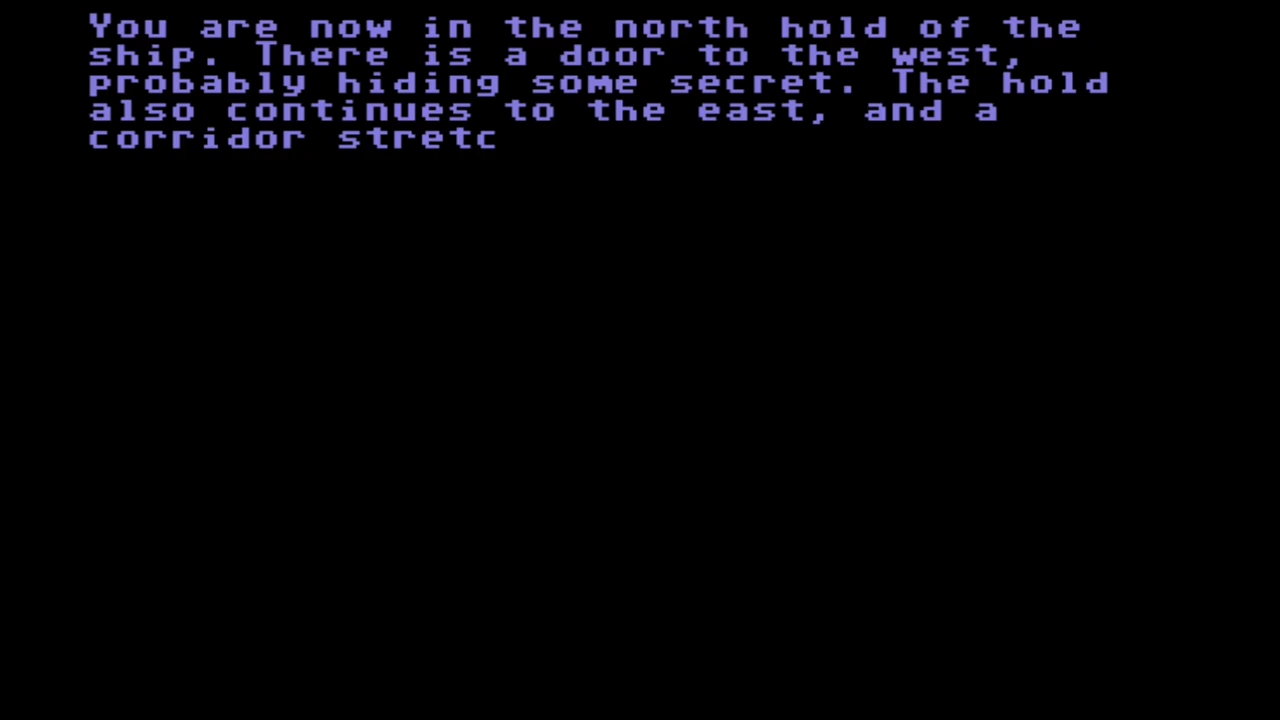 You are now in the north hold of the
ship. There is a door to the west,
probably hiding some secret. The hold
also continues to the east, and a
corridor stretc